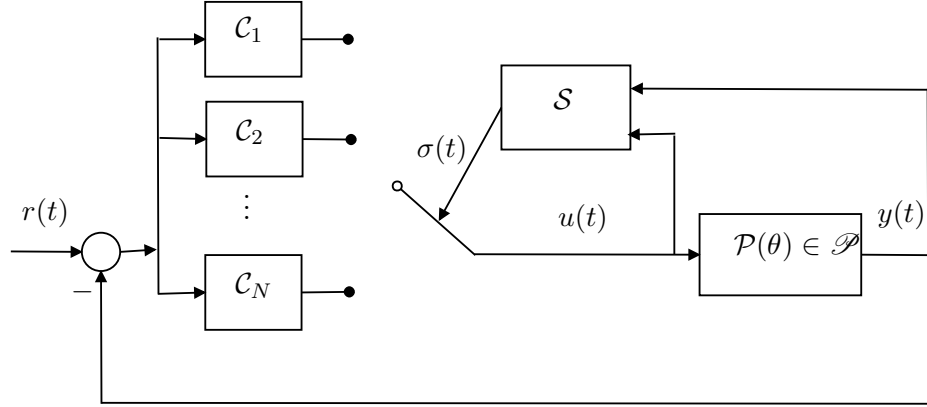 𝒞₁
𝒮
𝒞₂
σ(t)
⋮
r(t)
u(t)
y(t)
𝒫(θ) ∈ 𝒫
−
𝒞_N